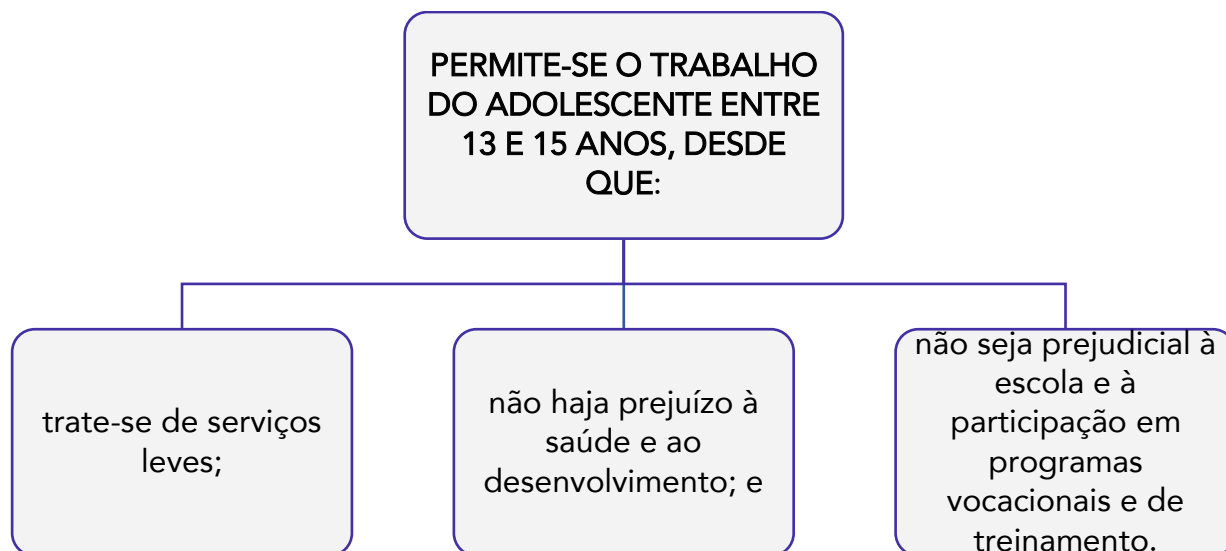 PERMITE-SE O TRABALHO
DO ADOLESCENTE ENTRE
13 E 15 ANOS, DESDE
QUE:
trate-se de serviços
leves;
não haja prejuízo à
saúde e ao
desenvolvimento; e
não seja prejudicial à
escola e à
participação em
programas
vocacionais e de
treinamento.